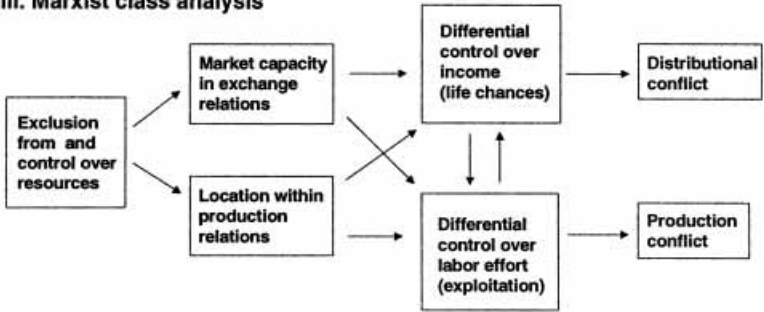 III. Marxist class analysis
Exclusion
from and
control over
resources
Market capacity
in exchange
relations
Location within
production
relations
Differential
control over
income
(life chances)
Differential
control over
labor effort
(exploitation)
Distributional
conflict
Production
conflict